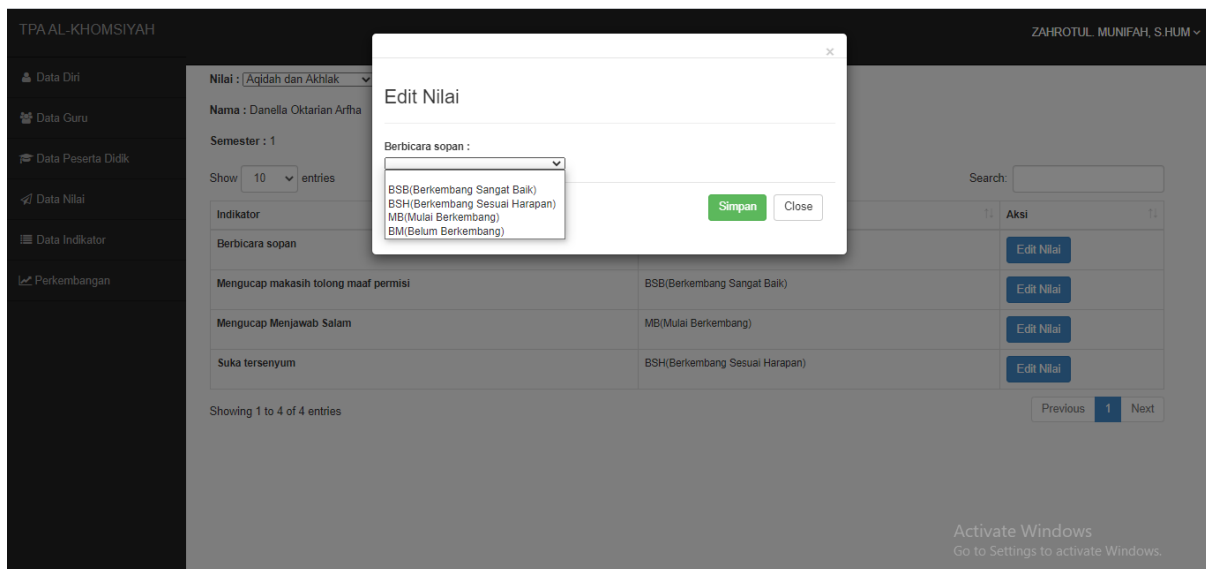 TPA AL-KHOMSIYAH
ZAHROTUL. MUNIFAH, S.HUM
×
Data Diri
Data Guru
Data Peserta Didik
Data Nilai
Data Indikator
Perkembangan
Nilai : Aqidah dan Akhlak
Nama : Danella Oktarian Arfha
Semester : 1
Show 10 entries
Search:
Edit Nilai
Berbicara sopan :
BSB(Berkembang Sangat Baik)
BSH(Berkembang Sesuai Harapan)
MB(Mulai Berkembang)
BM(Belum Berkembang)
Simpan Close
Indikator Aksi
Berbicara sopan Edit Nilai
Mengucap makasih tolong maaf permisi BSB(Berkembang Sangat Baik) Edit Nilai
Mengucap Menjawab Salam MB(Mulai Berkembang) Edit Nilai
Suka tersenyum BSH(Berkembang Sesuai Harapan) Edit Nilai
Showing 1 to 4 of 4 entries
Previous 1 Next
Activate Windows
Go to Settings to activate Windows.